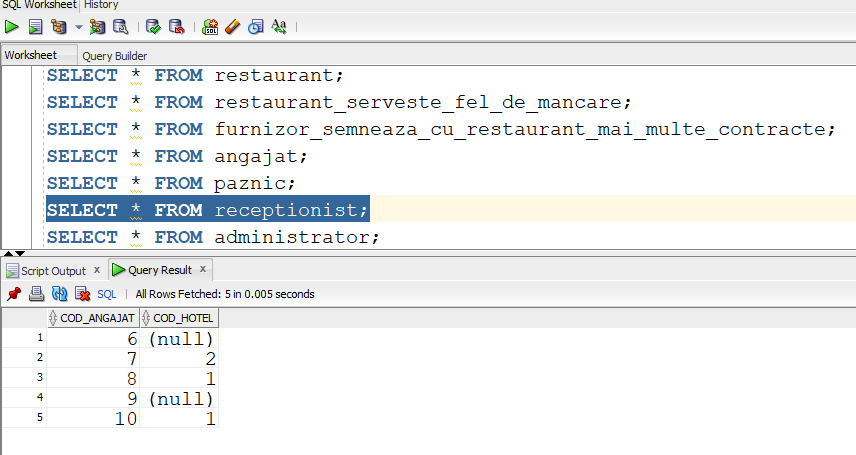 SQL Worksheet History
Worksheet Query Builder
SELECT * FROM restaurant;
SELECT * FROM restaurant_serveste_fel_de_mancare;
SELECT * FROM furnizor_semneaza_cu_restaurant_mai_multe_contracte;
SELECT * FROM angajat;
SELECT * FROM paznic;
SELECT * FROM receptionist;
SELECT * FROM administrator;
Script Output x Query Result x
SQL | All Rows Fetched: 5 in 0.005 seconds
COD_ANGAJAT COD_HOTEL
1 6 (null)
2 7 2
3 8 1
4 9 (null)
5 10 1